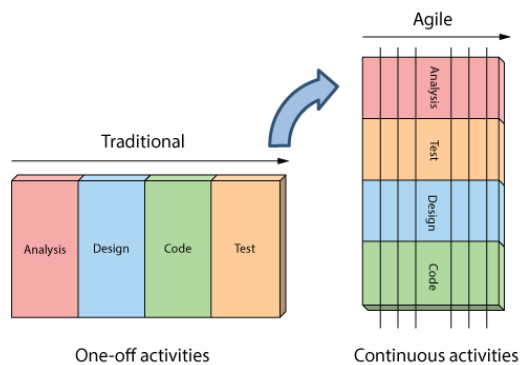 Agile
Traditional
Analysis
Design
Code
Test
Analysis
Test
Design
Code
One-off activities
Continuous activities